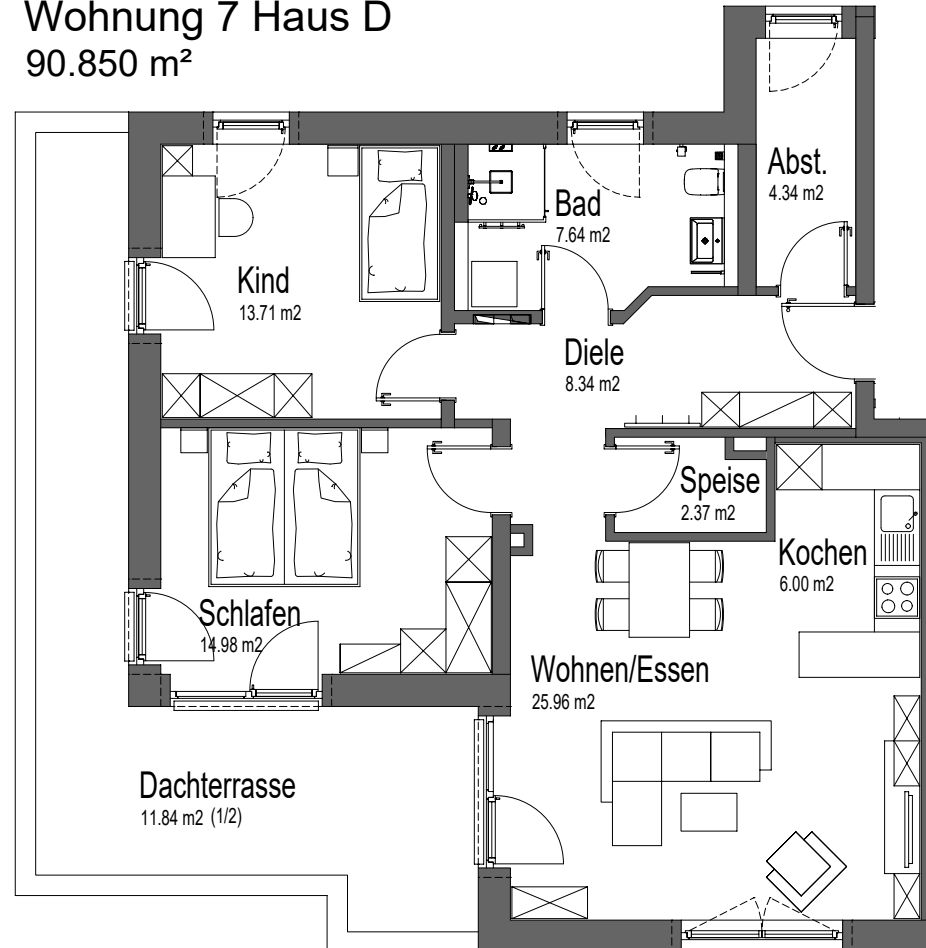 Wohnung 7 Haus D
90.850 m²
Abst.
4.34 m2
Bad
7.64 m2
Kind
13.71 m2
Diele
8.34 m2
Speise
2.37 m2
Kochen
6.00 m2
Schlafen
14.98 m2
Wohnen/Essen
25.96 m2
Dachterrasse
11.84 m2 (1/2)